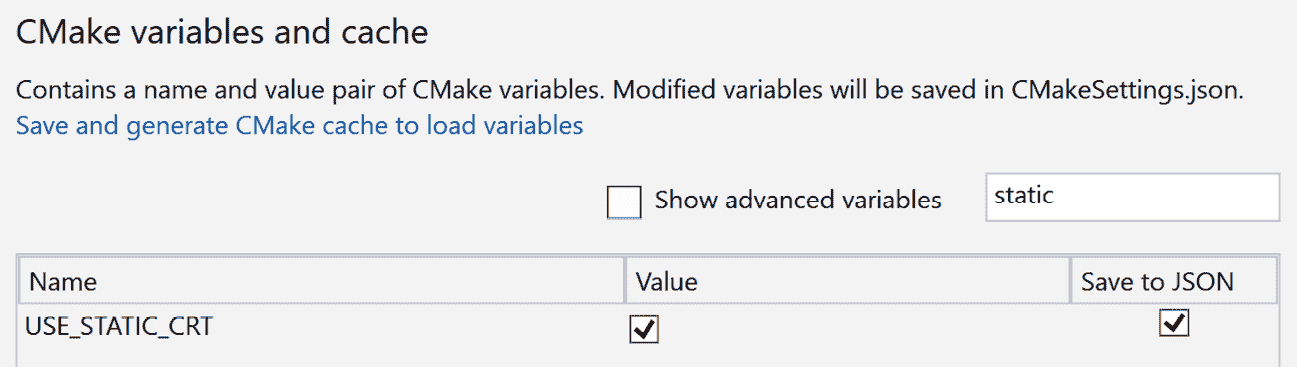 CMake variables and cache
Contains a name and value pair of CMake variables. Modified variables will be saved in CMakeSettings.json.
Save and generate CMake cache to load variables
Show advanced variables
static
Name Value Save to JSON
USE_STATIC_CRT